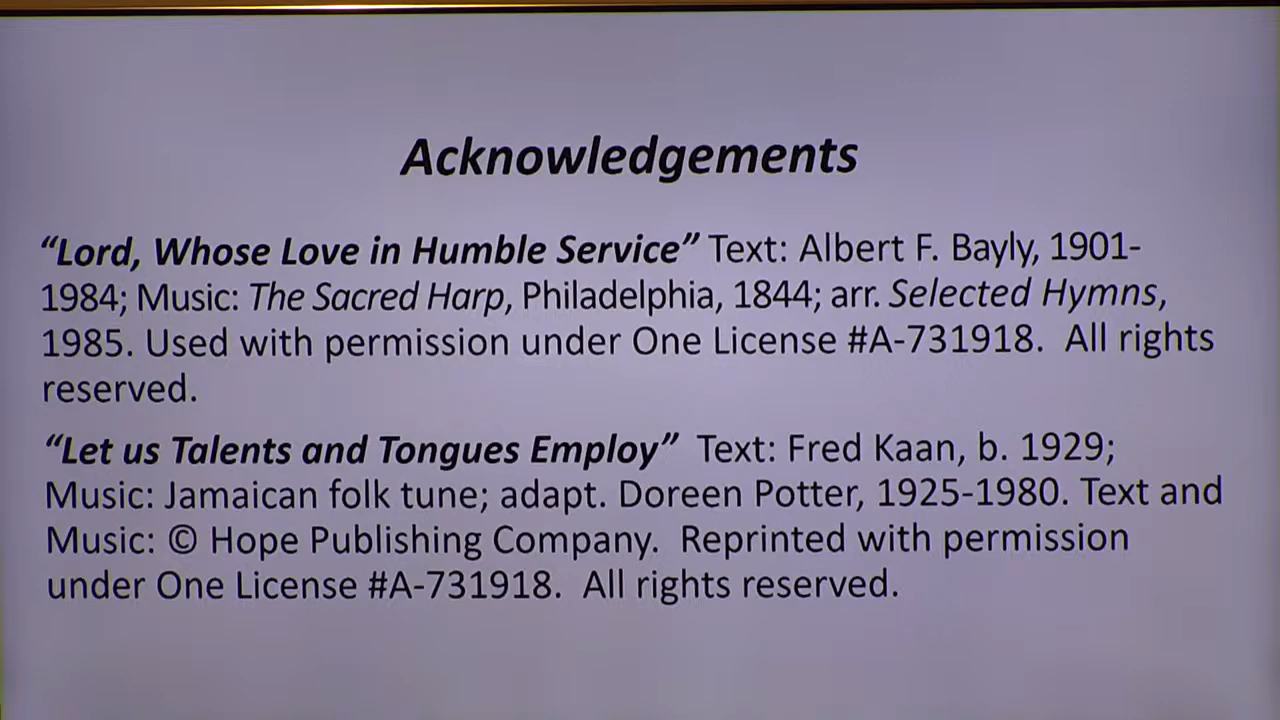 Acknowledgements
“Lord, Whose Love in Humble Service” Text: Albert F. Bayly, 1901-
1984; Music: The Sacred Harp, Philadelphia, 1844; arr. Selected Hymns,
1985. Used with permission under One License #A-731918.  All rights
reserved.
“Let us Talents and Tongues Employ”  Text: Fred Kaan, b. 1929;
Music: Jamaican folk tune; adapt. Doreen Potter, 1925-1980. Text and
Music: © Hope Publishing Company.  Reprinted with permission
under One License #A-731918.  All rights reserved.